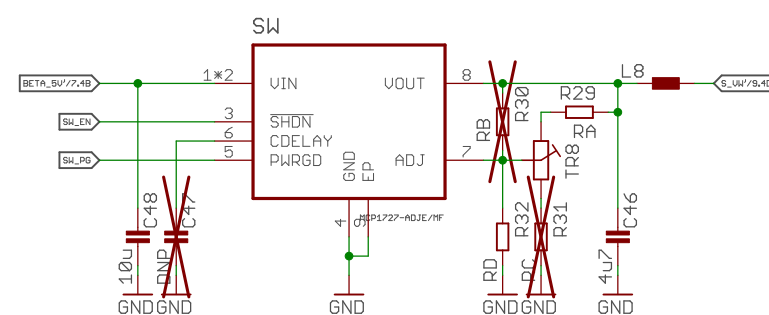 SW
BETA_5V'/7.4B
1*2
VIN
VOUT
8
L8
S_VW'/9.4D
R30
RB
R29
RA
SW_EN
3
SHDN
6
CDELAY
SW_PG
5
PWRGD
GND
EP
ADJ
7
TR8
MCP1727-ADJE/MF
4
9
C48
10u
C47
DNP
R32
RD
R31
RC
C46
4u7
GND
GND
GND
GND
GND
GND